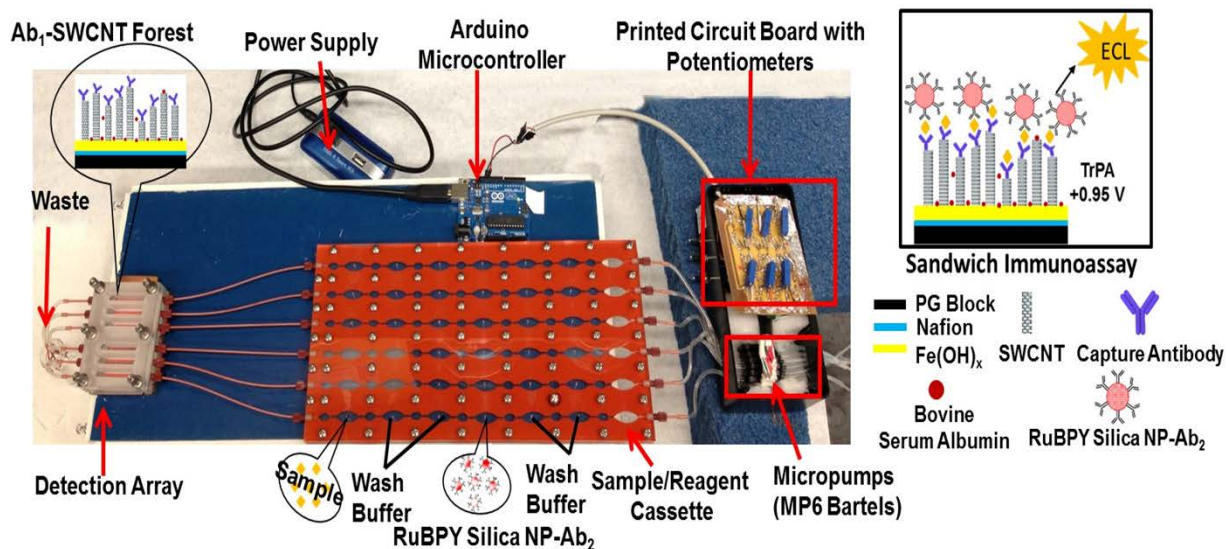 Ab₁-SWCNT Forest
Power Supply
Arduino
Microcontroller
Printed Circuit Board with
Potentiometers
ECL
TrPA
+0.95 V
Waste
Sandwich Immunoassay
PG Block
Nafion
Fe(OH)ₓ
SWCNT
Capture Antibody
Bovine
Serum Albumin
RuBPY Silica NP-Ab₂
Detection Array
Sample
Wash
Buffer
RuBPY Silica NP-Ab₂
Wash
Buffer
Sample/Reagent
Cassette
Micropumps
(MP6 Bartels)